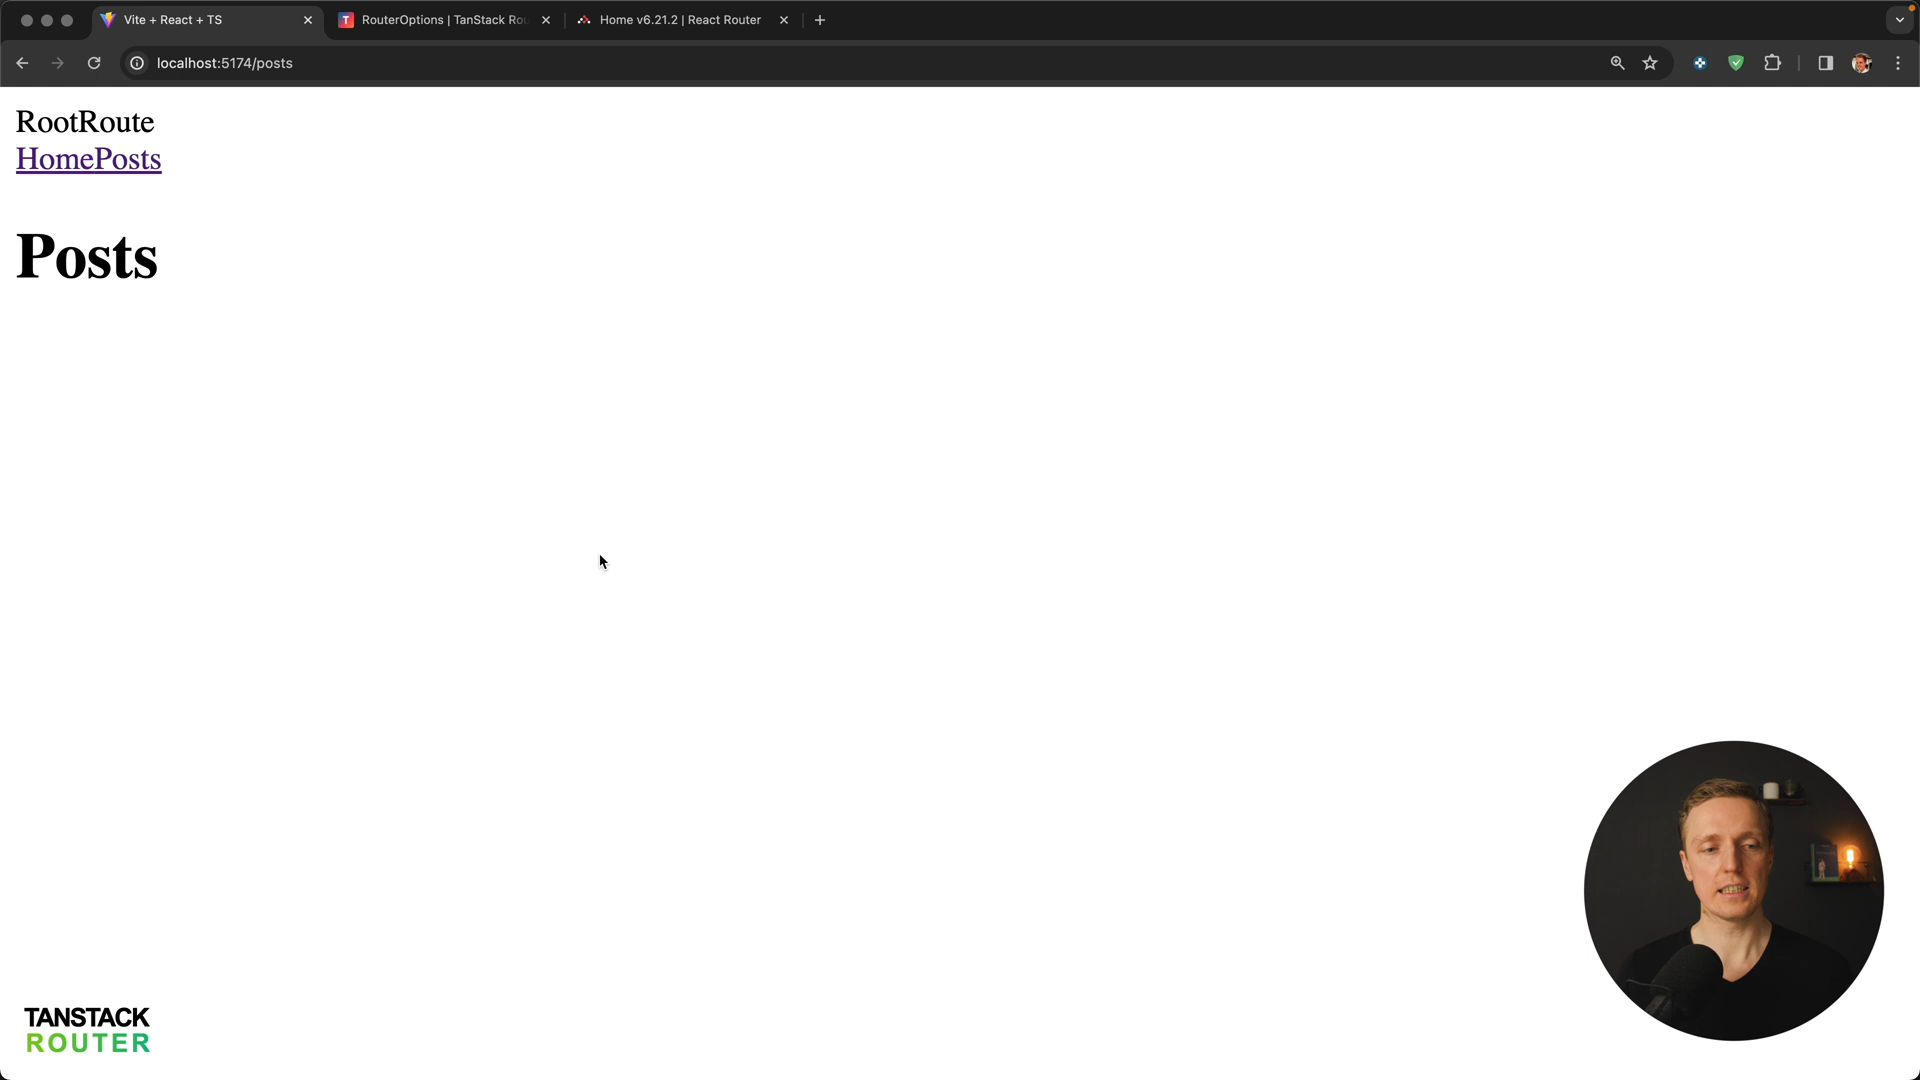 Vite + React + TS
RouterOptions | TanStack Rou
Home v6.21.2 | React Router
localhost:5174/posts
RootRoute
HomePosts
Posts
TANSTACK
ROUTER